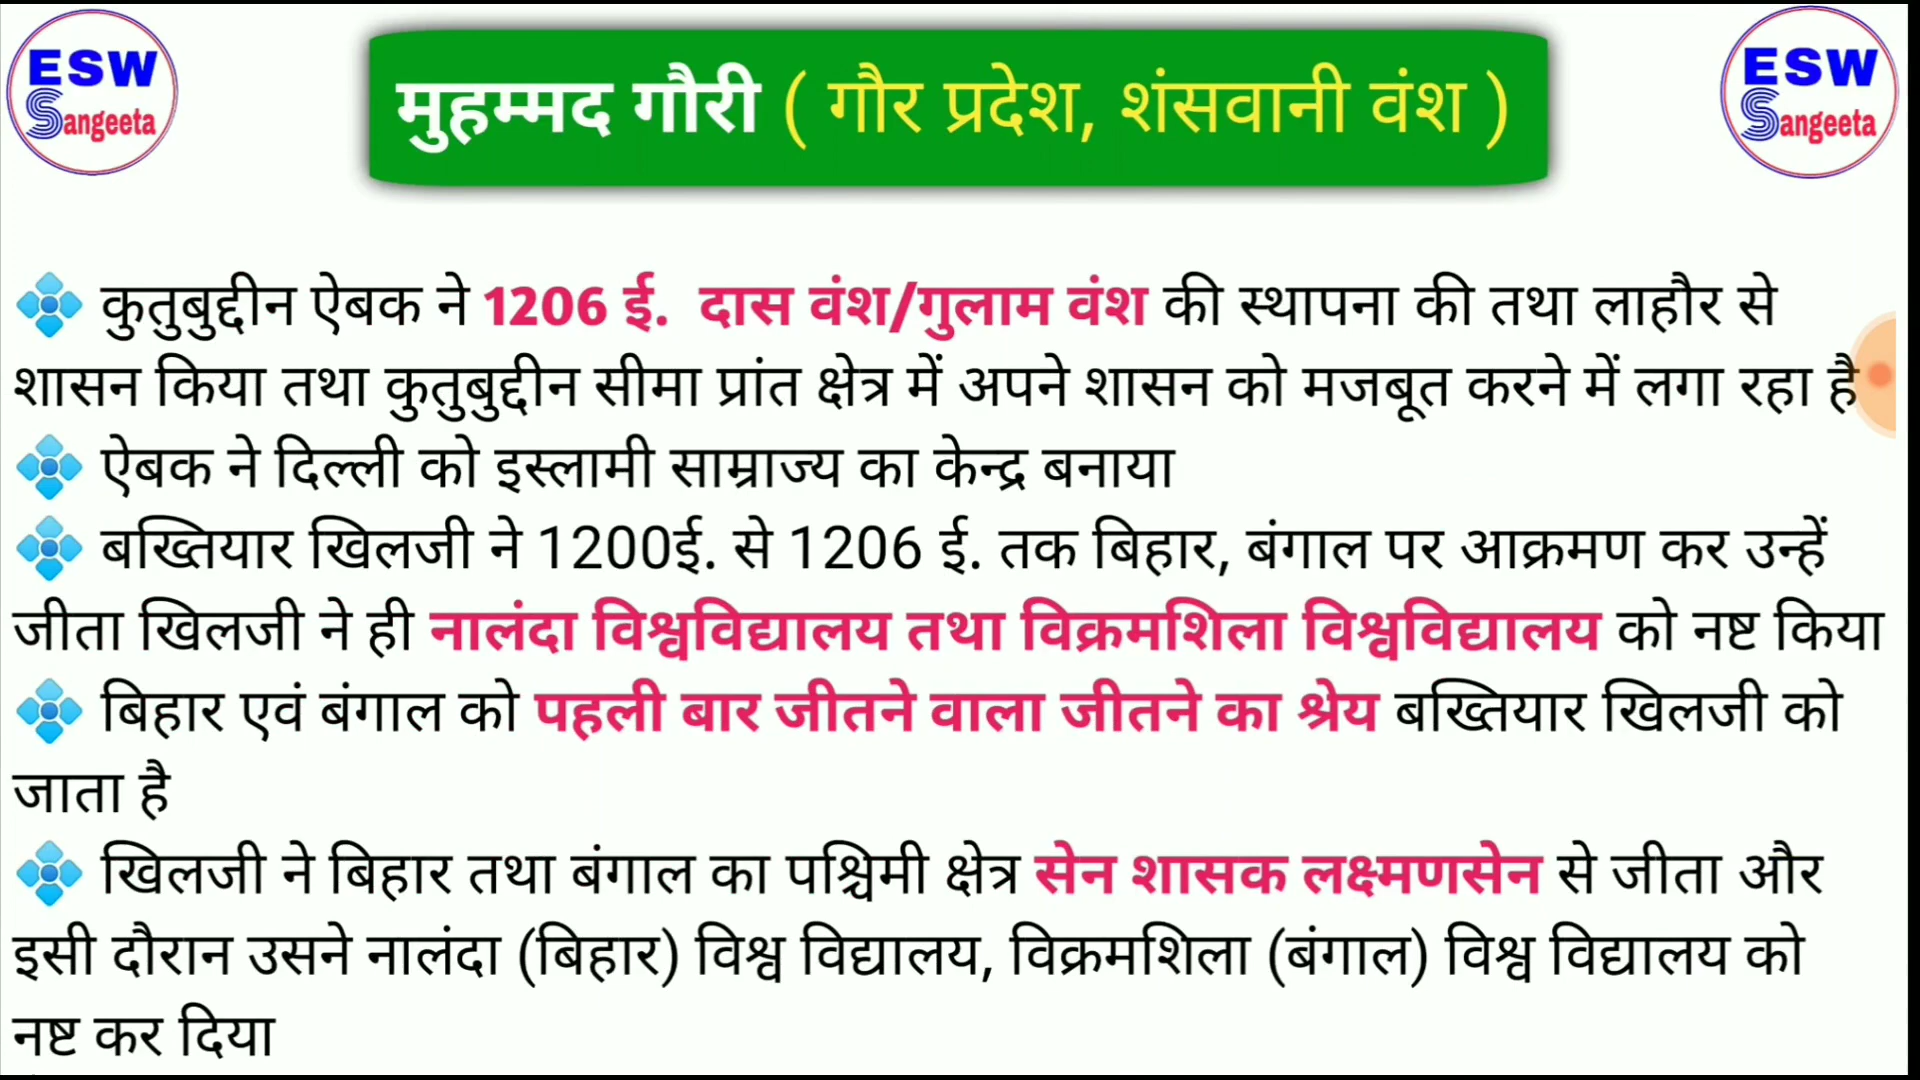 ESW
Sangeeta
मुहम्मद गौरी ( गौर प्रदेश, शंसवानी वंश )
ESW
Sangeeta
कुतुबुद्दीन ऐबक ने 1206 ई. दास वंश/गुलाम वंश की स्थापना की तथा लाहौर से
शासन किया तथा कुतुबुद्दीन सीमा प्रांत क्षेत्र में अपने शासन को मजबूत करने में लगा रहा है
ऐबक ने दिल्ली को इस्लामी साम्राज्य का केन्द्र बनाया
बख्तियार खिलजी ने 1200ई. से 1206 ई. तक बिहार, बंगाल पर आक्रमण कर उन्हें
जीता खिलजी ने ही नालंदा विश्वविद्यालय तथा विक्रमशिला विश्वविद्यालय को नष्ट किया
बिहार एवं बंगाल को पहली बार जीतने वाला जीतने का श्रेय बख्तियार खिलजी को
जाता है
खिलजी ने बिहार तथा बंगाल का पश्चिमी क्षेत्र सेन शासक लक्ष्मणसेन से जीता और
इसी दौरान उसने नालंदा (बिहार) विश्व विद्यालय, विक्रमशिला (बंगाल) विश्व विद्यालय को
नष्ट कर दिया